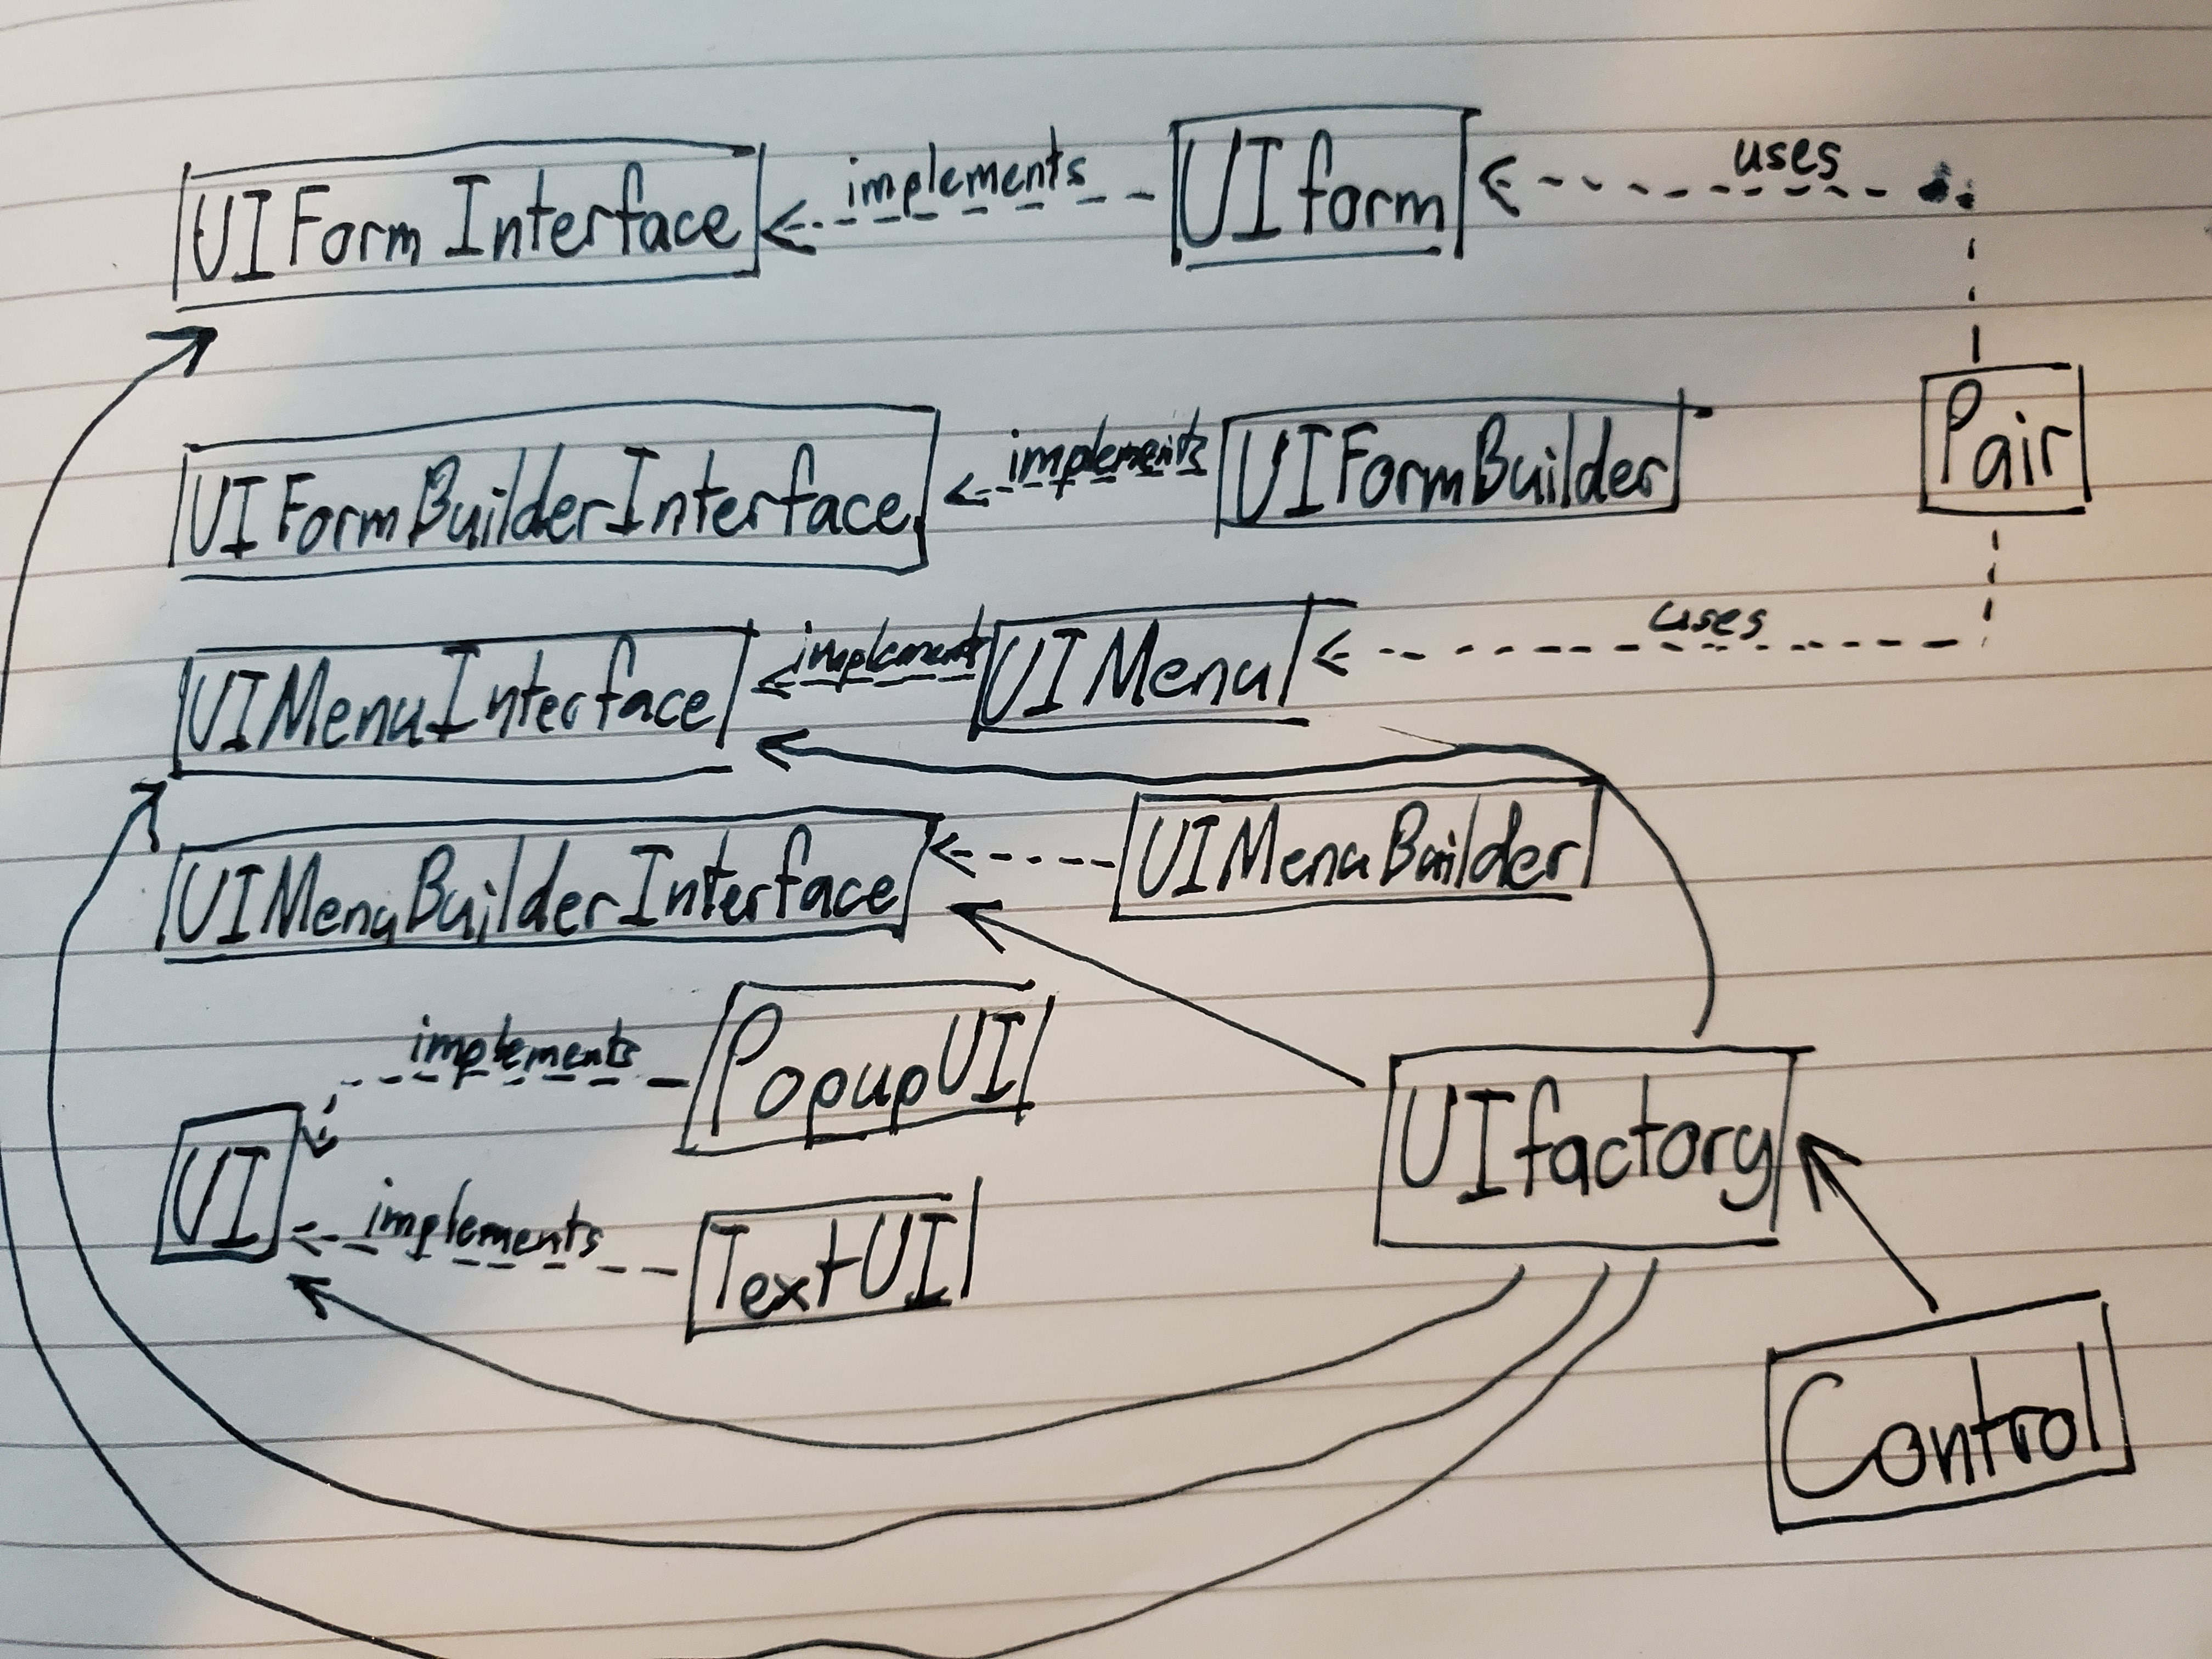 UIFormInterface
implements
UIform
uses
UIFormBuilderInterface
implements
UIFormBuilder
Pair
UIMenuInterface
implements
UIMenu
uses
UIMenuBuilderInterface
UIMenuBuilder
UI
implements
PopupUI
implements
TextUI
UIfactory
Control